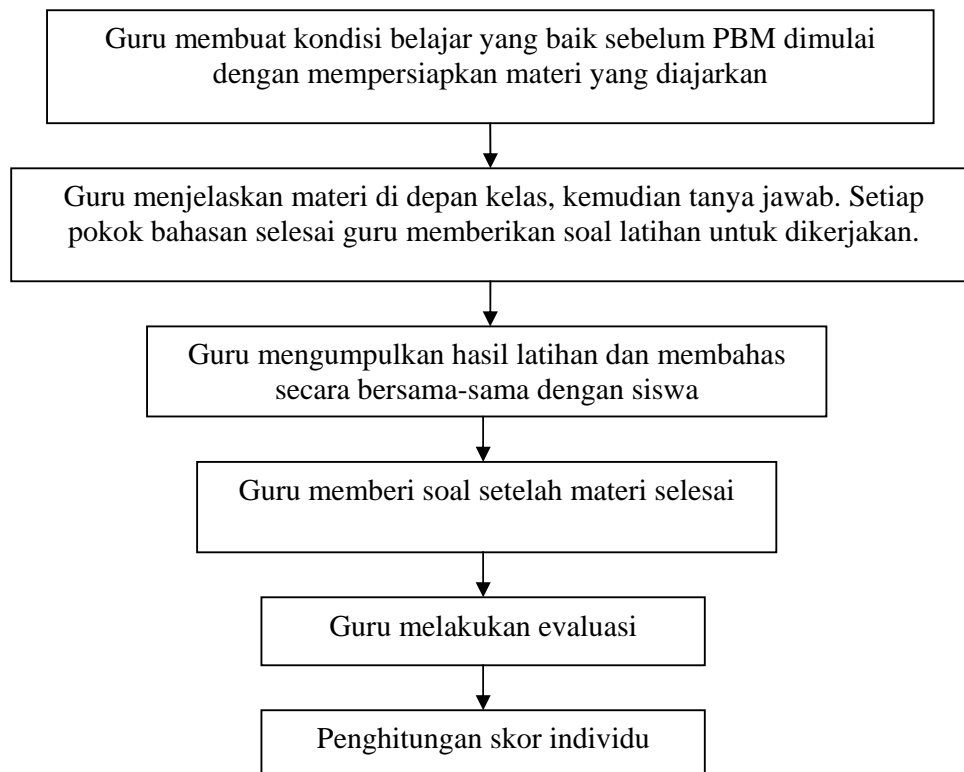 Guru membuat kondisi belajar yang baik sebelum PBM dimulai
dengan mempersiapkan materi yang diajarkan
Guru menjelaskan materi di depan kelas, kemudian tanya jawab. Setiap
pokok bahasan selesai guru memberikan soal latihan untuk dikerjakan.
Guru mengumpulkan hasil latihan dan membahas
secara bersama-sama dengan siswa
Guru memberi soal setelah materi selesai
Guru melakukan evaluasi
Penghitungan skor individu